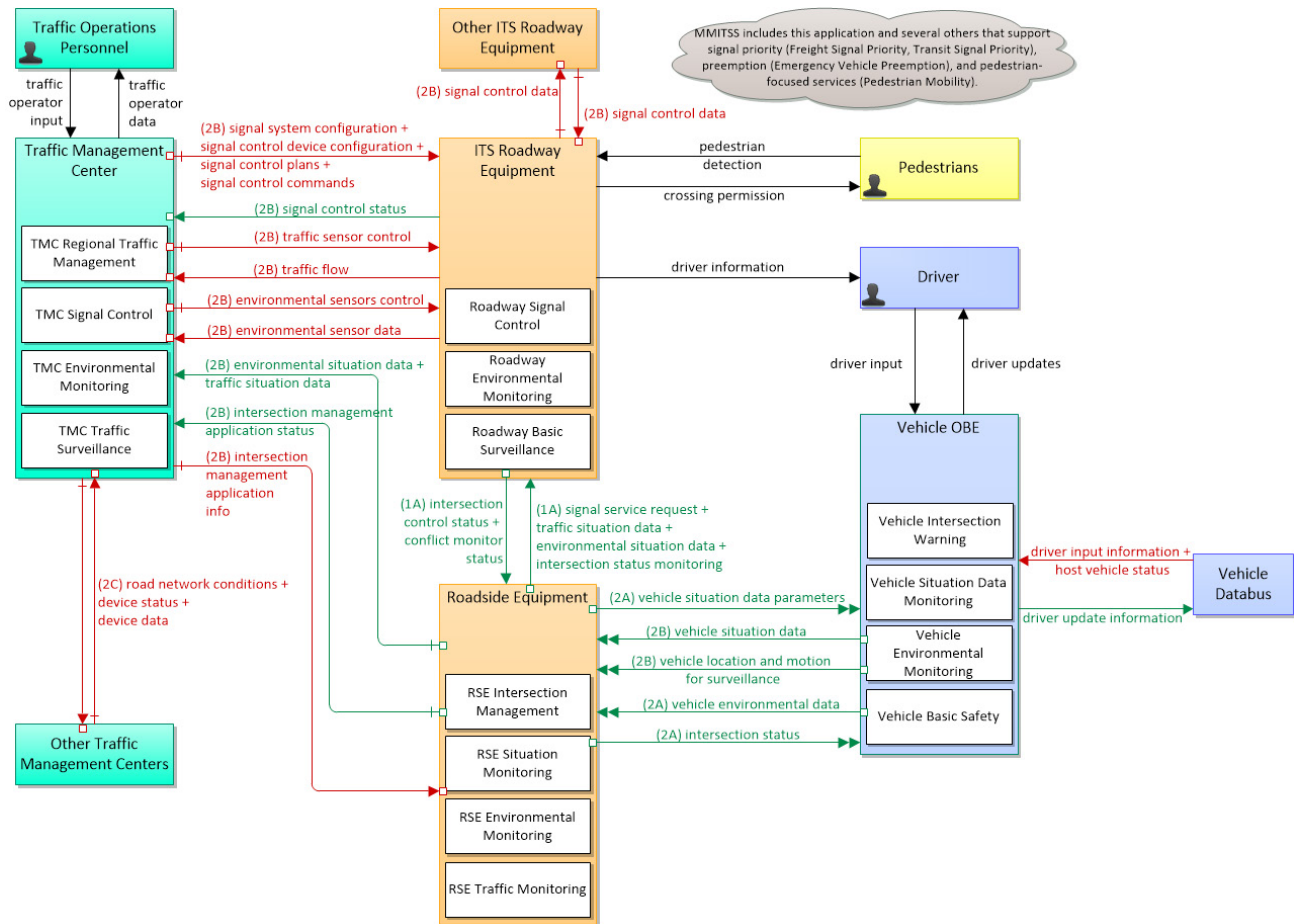 Traffic Operations
Personnel
Other ITS Roadway
Equipment
MMITSS includes this application and several others that support
signal priority (Freight Signal Priority, Transit Signal Priority),
preemption (Emergency Vehicle Preemption), and pedestrian-
focused services (Pedestrian Mobility).
traffic
operator
input
traffic
operator
data
(2B) signal control data
(2B) signal control data
Traffic Management
Center
(2B) signal system configuration +
signal control device configuration +
signal control plans +
signal control commands
ITS Roadway
Equipment
pedestrian
detection
crossing permission
Pedestrians
(2B) signal control status
TMC Regional Traffic
Management
(2B) traffic sensor control
(2B) traffic flow
driver information
Driver
TMC Signal Control
(2B) environmental sensors control
(2B) environmental sensor data
Roadway Signal
Control
TMC Environmental
Monitoring
(2B) environmental situation data +
traffic situation data
Roadway
Environmental
Monitoring
driver input
driver updates
TMC Traffic
Surveillance
(2B) intersection management
application status
Roadway Basic
Surveillance
Vehicle OBE
(2B) intersection
management
application
info
(1A) intersection
control status +
conflict monitor
status
(1A) signal service request +
traffic situation data +
environmental situation data +
intersection status monitoring
Vehicle Intersection
Warning
driver input information +
host vehicle status
Vehicle
Databus
driver update information
(2C) road network conditions +
device status +
device data
Roadside Equipment
(2A) vehicle situation data parameters
Vehicle Situation Data
Monitoring
(2B) vehicle situation data
Vehicle
Environmental
Monitoring
(2B) vehicle location and motion
for surveillance
RSE Intersection
Management
(2A) vehicle environmental data
Vehicle Basic Safety
(2A) intersection status
Other Traffic
Management Centers
RSE Situation
Monitoring
RSE Environmental
Monitoring
RSE Traffic Monitoring